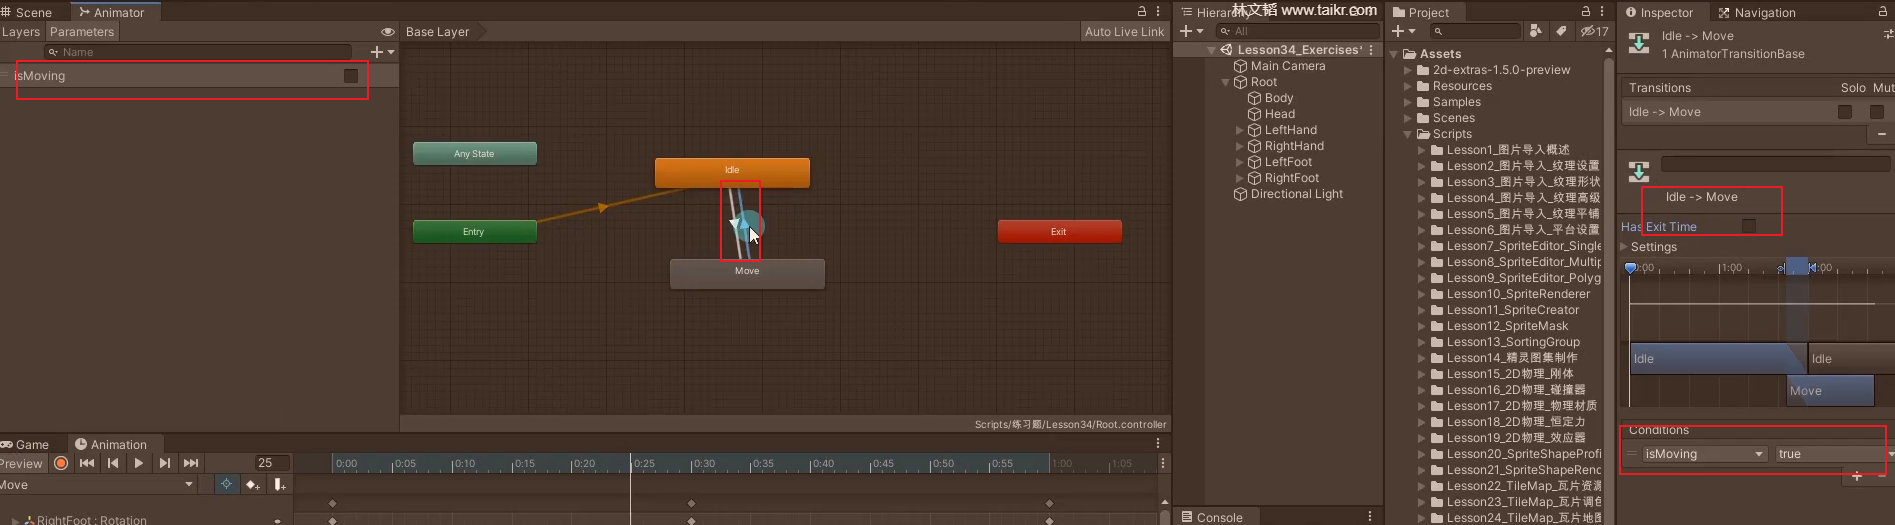 林文韬 www.taikr.com
Scene
Animator
Layers
Parameters
Name
isMoving
Base Layer
Auto Live Link
Any State
Entry
Idle
Move
Exit
Scripts/练习题/Lesson34/Root.controller
Game
Animation
Preview
25
0:00 0:05 0:10 0:15 0:20 0:25 0:30 0:35 0:40 0:45 0:50 0:55 1:00 1:05
Move
RightFoot : Rotation
Hierarchy
All
Lesson34_Exercises*
Main Camera
Root
Body
Head
LeftHand
RightHand
LeftFoot
RightFoot
Directional Light
Console
Project
17
Assets
2d-extras-1.5.0-preview
Resources
Samples
Scenes
Scripts
Lesson1_图片导入概述
Lesson2_图片导入_纹理设置
Lesson3_图片导入_纹理形状
Lesson4_图片导入_纹理高级
Lesson5_图片导入_纹理平铺
Lesson6_图片导入_平台设置
Lesson7_SpriteEditor_Single
Lesson8_SpriteEditor_Multip
Lesson9_SpriteEditor_Polyg
Lesson10_SpriteRenderer
Lesson11_SpriteCreator
Lesson12_SpriteMask
Lesson13_SortingGroup
Lesson14_精灵图集制作
Lesson15_2D物理_刚体
Lesson16_2D物理_碰撞器
Lesson17_2D物理_物理材质
Lesson18_2D物理_恒定力
Lesson19_2D物理_效应器
Lesson20_SpriteShapeProfi
Lesson21_SpriteShapeRend
Lesson22_TileMap_瓦片资源
Lesson23_TileMap_瓦片调色
Lesson24_TileMap_瓦片地图
Inspector
Navigation
Idle -> Move
1 AnimatorTransitionBase
Transitions
Solo
Mut
Idle -> Move
Idle -> Move
Has Exit Time
Settings
0:00
1:00
:00
Idle
Idle
Move
Conditions
isMoving
true